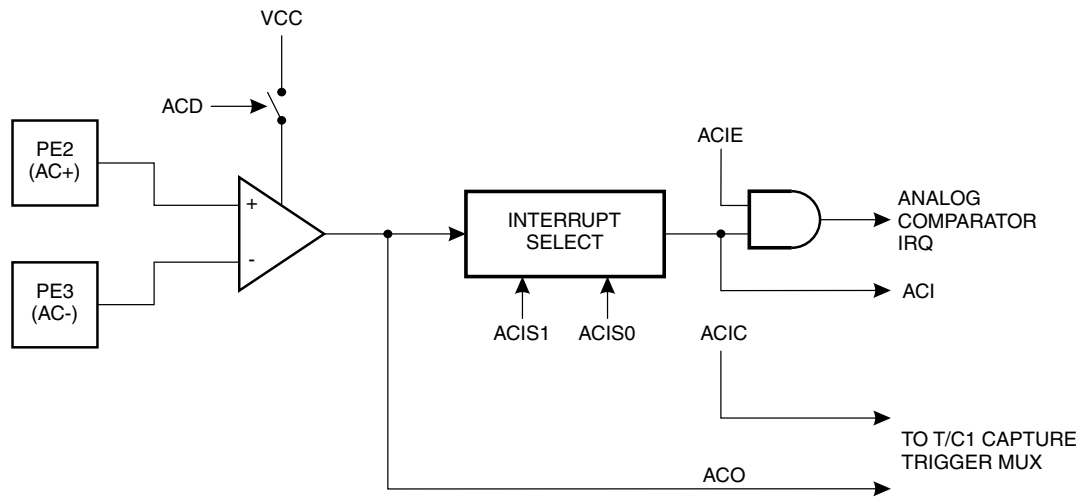 VCC
ACD
PE2
(AC+)
+
-
PE3
(AC-)
INTERRUPT
SELECT
ACIS1
ACIS0
ACIE
ANALOG
COMPARATOR
IRQ
ACI
ACIC
TO T/C1 CAPTURE
TRIGGER MUX
ACO